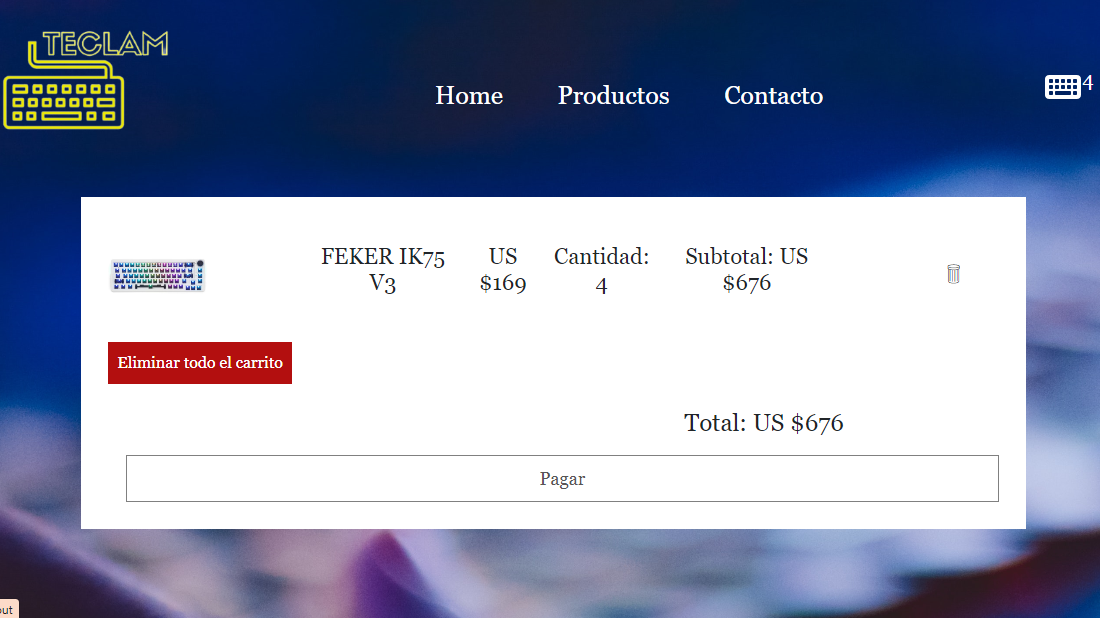 TECLAM
Home Productos Contacto
4
FEKER IK75
V3
US
$169
Cantidad:
4
Subtotal: US
$676
Eliminar todo el carrito
Total: US $676
Pagar
out